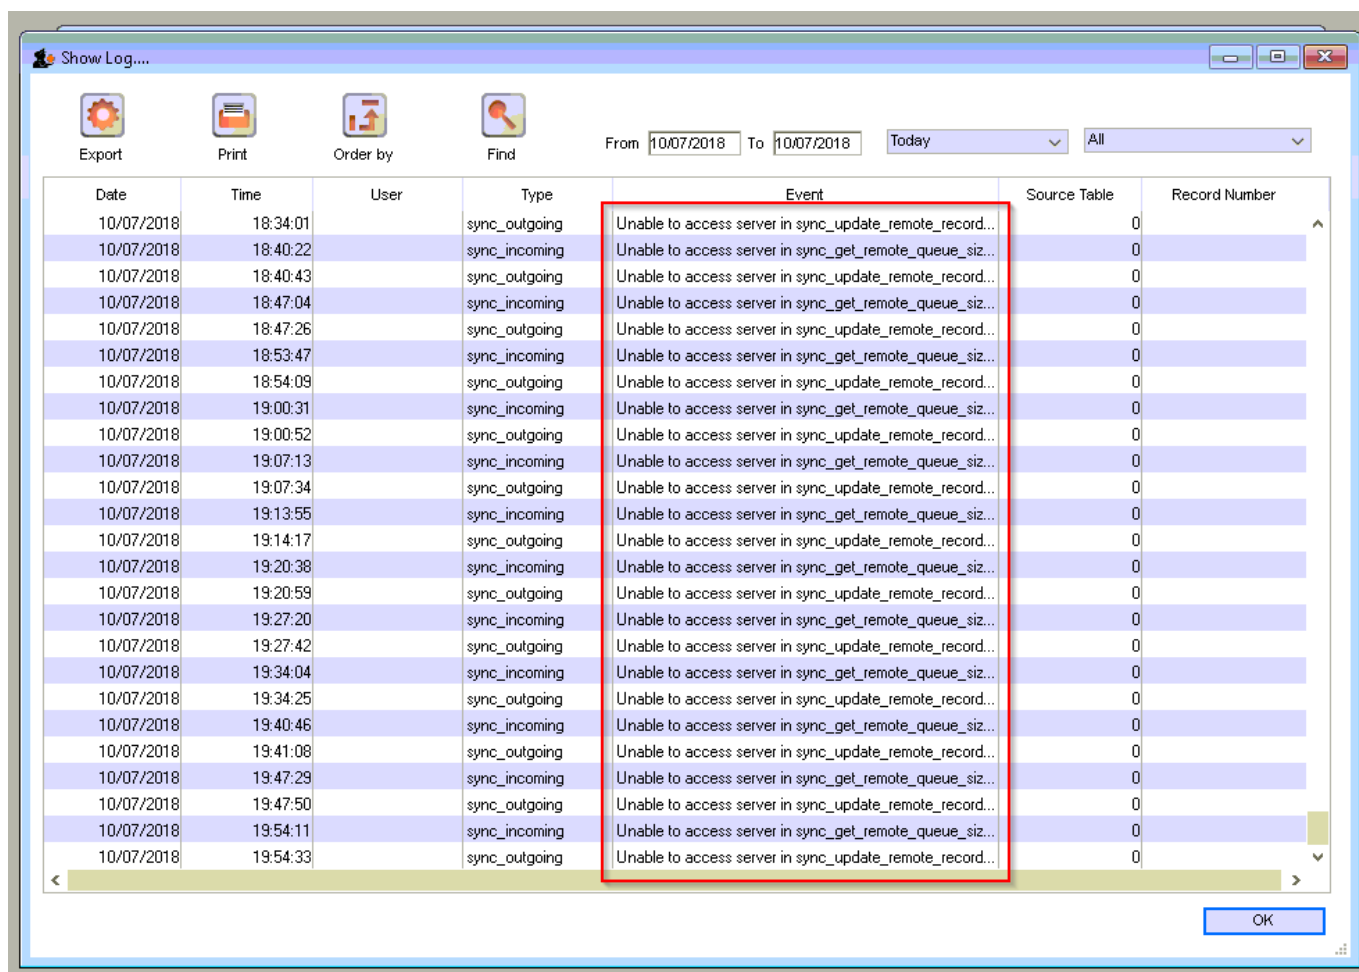 Show Log....
Export Print Order by Find From 10/07/2018 To 10/07/2018 Today All
Date Time User Type Event Source Table Record Number
10/07/2018 18:34:01 sync_outgoing Unable to access server in sync_update_remote_record... 0
10/07/2018 18:40:22 sync_incoming Unable to access server in sync_get_remote_queue_siz... 0
10/07/2018 18:40:43 sync_outgoing Unable to access server in sync_update_remote_record... 0
10/07/2018 18:47:04 sync_incoming Unable to access server in sync_get_remote_queue_siz... 0
10/07/2018 18:47:26 sync_outgoing Unable to access server in sync_update_remote_record... 0
10/07/2018 18:53:47 sync_incoming Unable to access server in sync_get_remote_queue_siz... 0
10/07/2018 18:54:09 sync_outgoing Unable to access server in sync_update_remote_record... 0
10/07/2018 19:00:31 sync_incoming Unable to access server in sync_get_remote_queue_siz... 0
10/07/2018 19:00:52 sync_outgoing Unable to access server in sync_update_remote_record... 0
10/07/2018 19:07:13 sync_incoming Unable to access server in sync_get_remote_queue_siz... 0
10/07/2018 19:07:34 sync_outgoing Unable to access server in sync_update_remote_record... 0
10/07/2018 19:13:55 sync_incoming Unable to access server in sync_get_remote_queue_siz... 0
10/07/2018 19:14:17 sync_outgoing Unable to access server in sync_update_remote_record... 0
10/07/2018 19:20:38 sync_incoming Unable to access server in sync_get_remote_queue_siz... 0
10/07/2018 19:20:59 sync_outgoing Unable to access server in sync_update_remote_record... 0
10/07/2018 19:27:20 sync_incoming Unable to access server in sync_get_remote_queue_siz... 0
10/07/2018 19:27:42 sync_outgoing Unable to access server in sync_update_remote_record... 0
10/07/2018 19:34:04 sync_incoming Unable to access server in sync_get_remote_queue_siz... 0
10/07/2018 19:34:25 sync_outgoing Unable to access server in sync_update_remote_record... 0
10/07/2018 19:40:46 sync_incoming Unable to access server in sync_get_remote_queue_siz... 0
10/07/2018 19:41:08 sync_outgoing Unable to access server in sync_update_remote_record... 0
10/07/2018 19:47:29 sync_incoming Unable to access server in sync_get_remote_queue_siz... 0
10/07/2018 19:47:50 sync_outgoing Unable to access server in sync_update_remote_record... 0
10/07/2018 19:54:11 sync_incoming Unable to access server in sync_get_remote_queue_siz... 0
10/07/2018 19:54:33 sync_outgoing Unable to access server in sync_update_remote_record... 0
OK